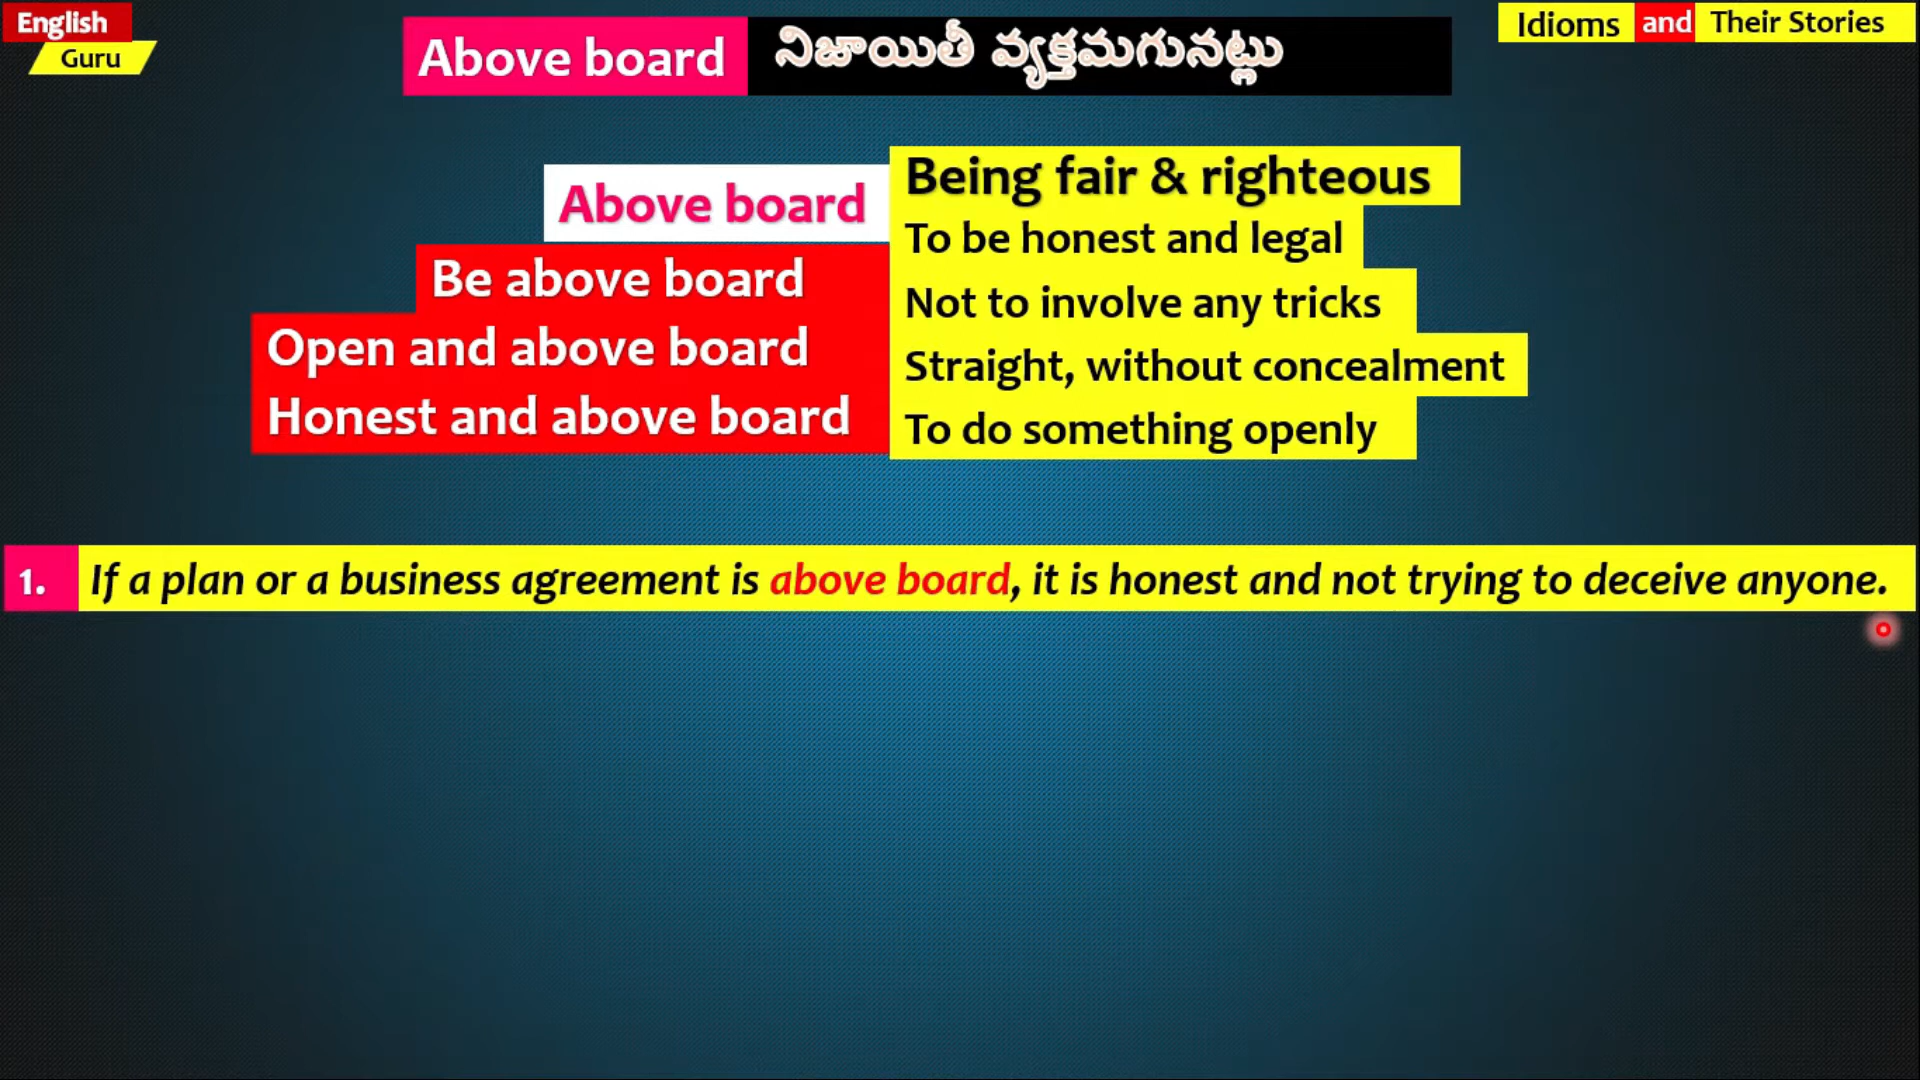 English
Guru
Above board
నిజాయితీ వ్యక్తమగునట్లు
Idioms and Their Stories
Above board
Be above board
Open and above board
Honest and above board
Being fair & righteous
To be honest and legal
Not to involve any tricks
Straight, without concealment
To do something openly
1. If a plan or a business agreement is above board, it is honest and not trying to deceive anyone.